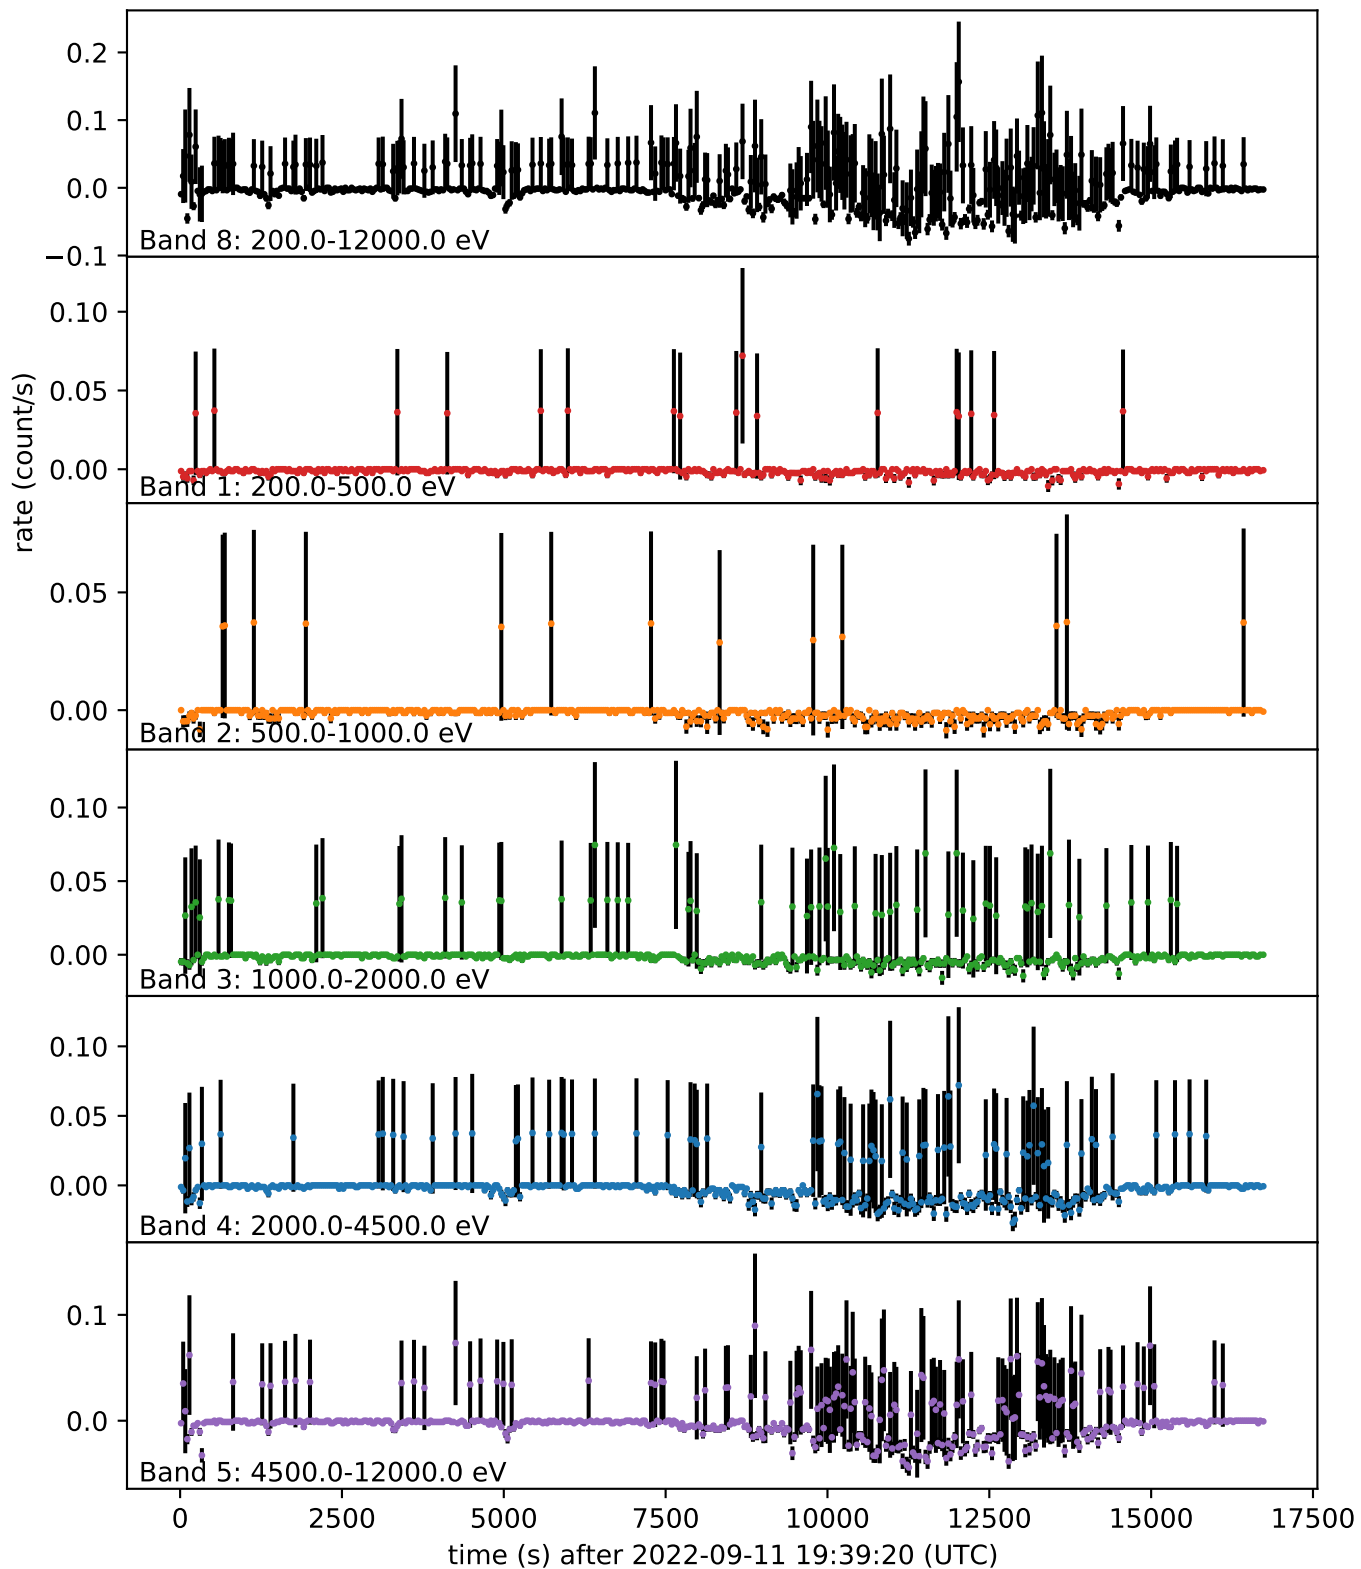 0.2
0.1
0.0
−0.1
Band 8: 200.0-12000.0 eV
0.10
0.05
0.00
Band 1: 200.0-500.0 eV
rate (count/s)
0.05
0.00
Band 2: 500.0-1000.0 eV
0.10
0.05
0.00
Band 3: 1000.0-2000.0 eV
0.10
0.05
0.00
Band 4: 2000.0-4500.0 eV
0.1
0.0
Band 5: 4500.0-12000.0 eV
0 2500 5000 7500 10000 12500 15000 17500
time (s) after 2022-09-11 19:39:20 (UTC)